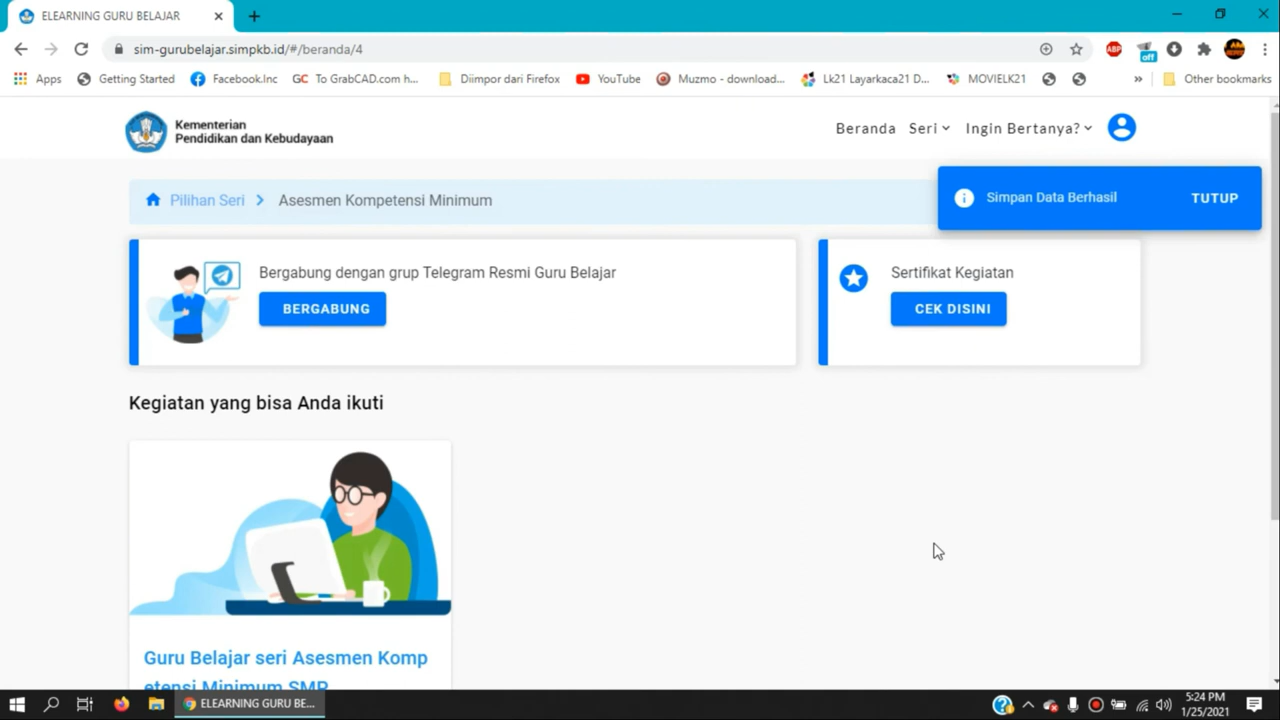 ELEARNING GURU BELAJAR
sim-gurubelajar.simpkb.id/#/beranda/4
ABP
off
Apps
Getting Started
Facebook.Inc
GC To GrabCAD.com h...
Diimpor dari Firefox
YouTube
Muzmo - download...
Lk21 Layarkaca21 D...
MOVIELK21
»
Other bookmarks
Kementerian
Pendidikan dan Kebudayaan
Beranda
Seri
Ingin Bertanya?
Pilihan Seri > Asesmen Kompetensi Minimum
Simpan Data Berhasil
TUTUP
Bergabung dengan grup Telegram Resmi Guru Belajar
BERGABUNG
Sertifikat Kegiatan
CEK DISINI
Kegiatan yang bisa Anda ikuti
Guru Belajar seri Asesmen Komp
etensi Minimum SMP
ELEARNING GURU BE...
5:24 PM
1/25/2021